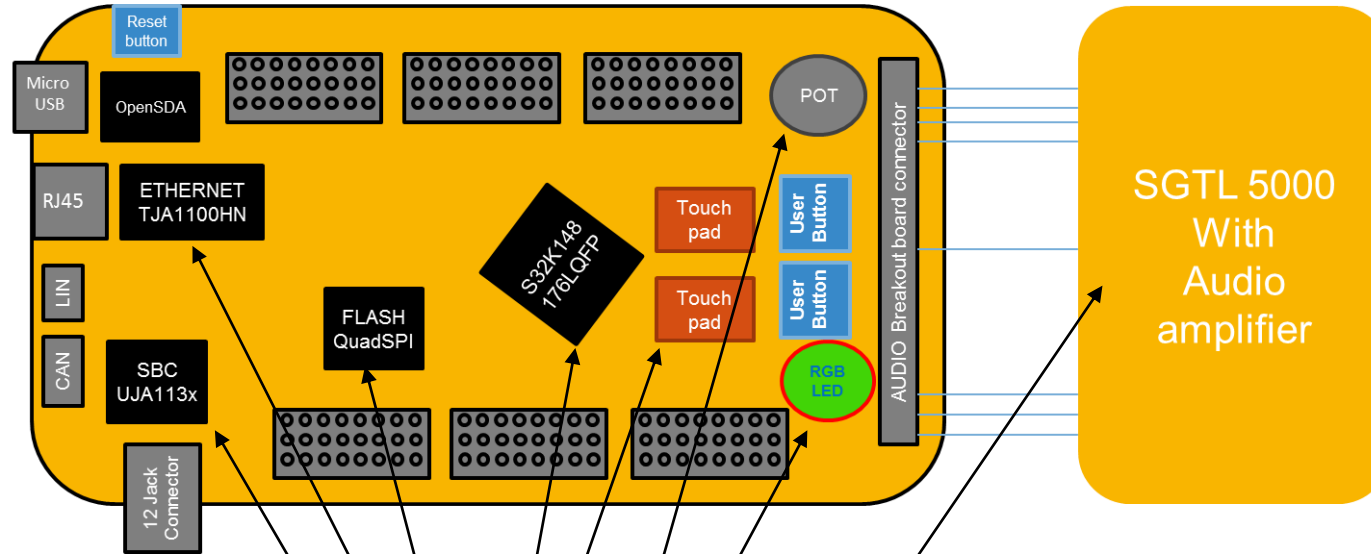 Reset
button
Micro
USB
OpenSDA
POT
RJ45
ETHERNET
TJA1100HN
S32K148
176LQFP
Touch
pad
User
Button
AUDIO Breakout board connector
SGTL 5000
With
Audio
amplifier
LIN
FLASH
QuadSPI
Touch
pad
User
Button
CAN
SBC
UJA113x
RGB
LED
12 Jack
Connector